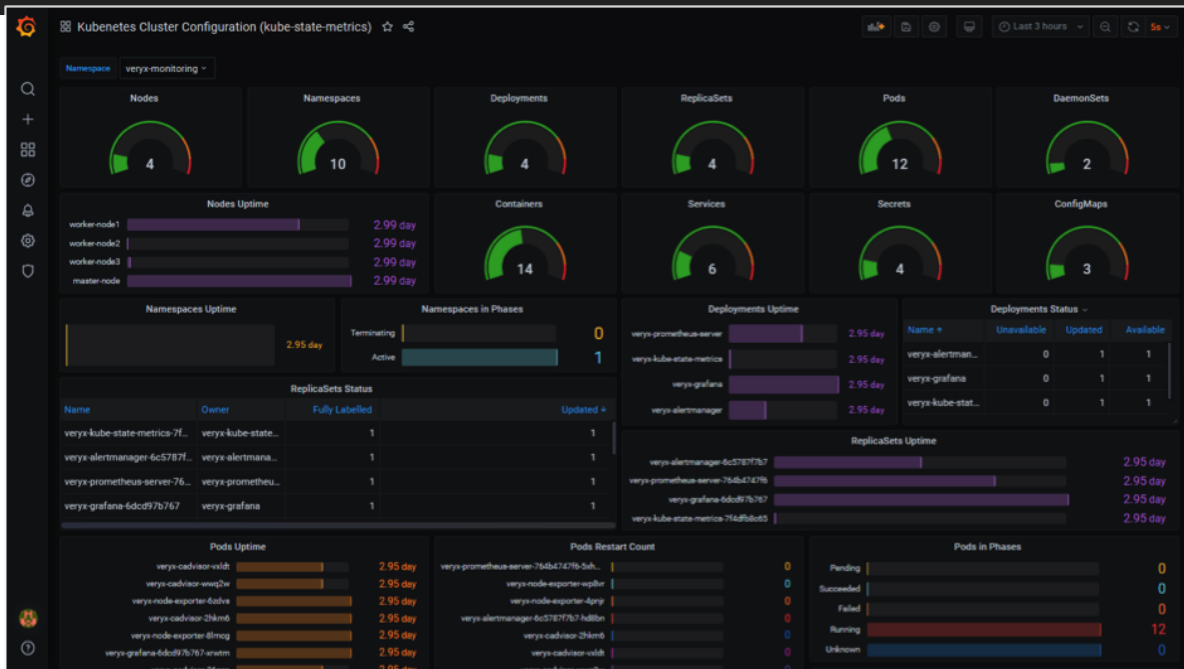 Kubenetes Cluster Configuration (kube-state-metrics)
Last 3 hours
5s
Namespace
veryx-monitoring
Nodes
4
Namespaces
10
Deployments
4
ReplicaSets
4
Pods
12
DaemonSets
2
Nodes Uptime
worker-node1 2.99 day
worker-node2 2.99 day
worker-node3 2.99 day
master-node 2.99 day
Containers
14
Services
6
Secrets
4
ConfigMaps
3
Namespaces Uptime
2.95 day
Namespaces in Phases
Terminating 0
Active 1
Deployments Uptime
veryx-prometheus-server 2.95 day
veryx-kube-state-metrics 2.95 day
veryx-grafana 2.95 day
veryx-alertmanager 2.95 day
Deployments Status
Name Unavailable Updated Available
veryx-alertman... 0 1 1
veryx-grafana 0 1 1
veryx-kube-stat... 0 1 1
ReplicaSets Status
Name Owner Fully Labelled Updated
veryx-kube-state-metrics-7f... veryx-kube-state... 1 1
veryx-alertmanager-6c5787f... veryx-alertmana... 1 1
veryx-prometheus-server-76... veryx-prometheu... 1 1
veryx-grafana-6dcd97b767 veryx-grafana 1 1
ReplicaSets Uptime
veryx-alertmanager-6c5787f7b7 2.95 day
veryx-prometheus-server-764b4747f6 2.95 day
veryx-grafana-6dcd97b767 2.95 day
veryx-kube-state-metrics-7f4dfb8c65 2.95 day
Pods Uptime
veryx-cadvisor-vxldt 2.95 day
veryx-cadvisor-wwq2w 2.95 day
veryx-node-exporter-6zdva 2.95 day
veryx-cadvisor-2hkm6 2.95 day
veryx-node-exporter-8lmcg 2.95 day
veryx-grafana-6dcd97b767-xrwtm 2.95 day
2.95 day
Pods Restart Count
veryx-prometheus-server-764b4747f6-5xh... 0
veryx-node-exporter-wp8vr 0
veryx-node-exporter-4pnjr 0
veryx-alertmanager-6c5787f7b7-hd8bn 0
veryx-cadvisor-2hkm6 0
veryx-cadvisor-vxldt 0
Pods in Phases
Pending 0
Succeeded 0
Failed 0
Running 12
Unknown 0